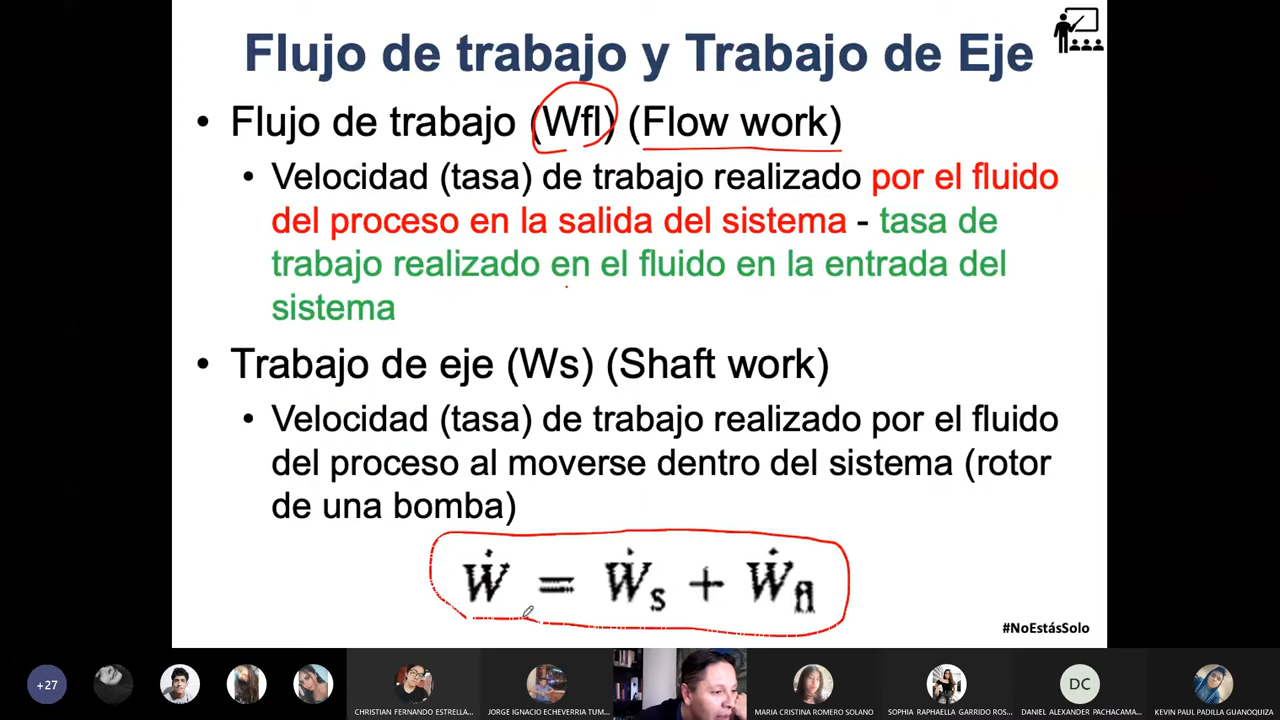 Flujo de trabajo y Trabajo de Eje
• Flujo de trabajo (Wfl) (Flow work)
• Velocidad (tasa) de trabajo realizado por el fluido
del proceso en la salida del sistema - tasa de
trabajo realizado en el fluido en la entrada del
sistema
• Trabajo de eje (Ws) (Shaft work)
• Velocidad (tasa) de trabajo realizado por el fluido
del proceso al moverse dentro del sistema (rotor
de una bomba)
Ẇ = Ẇs + Ẇfl
#NoEstásSolo
+27
DC
CHRISTIAN FERNANDO ESTRELLA...
JORGE IGNACIO ECHEVERRIA TUM...
MARIA CRISTINA ROMERO SOLANO
SOPHIA RAPHAELLA GARRIDO ROS...
DANIEL ALEXANDER PACHACAMA...
KEVIN PAUL PADILLA GUANOQUIZA